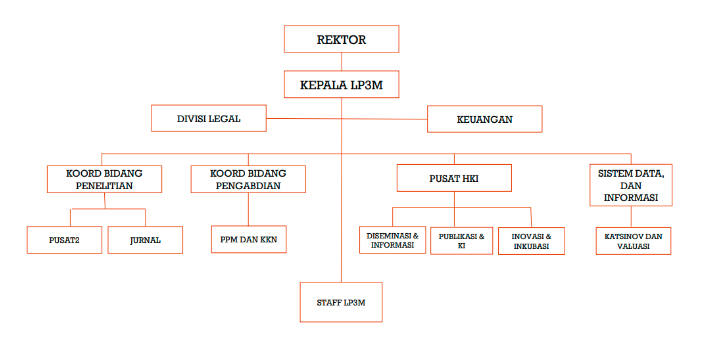 REKTOR
KEPALA LP3M
DIVISI LEGAL
KEUANGAN
KOORD BIDANG
PENELITIAN
KOORD BIDANG
PENGABDIAN
PUSAT HKI
SISTEM DATA,
DAN
INFORMASI
PUSAT2
JURNAL
PPM DAN KKN
DISEMINASI &
INFORMASI
PUBLIKASI &
KI
INOVASI &
INKUBASI
KATSINOV DAN
VALUASI
STAFF LP3M